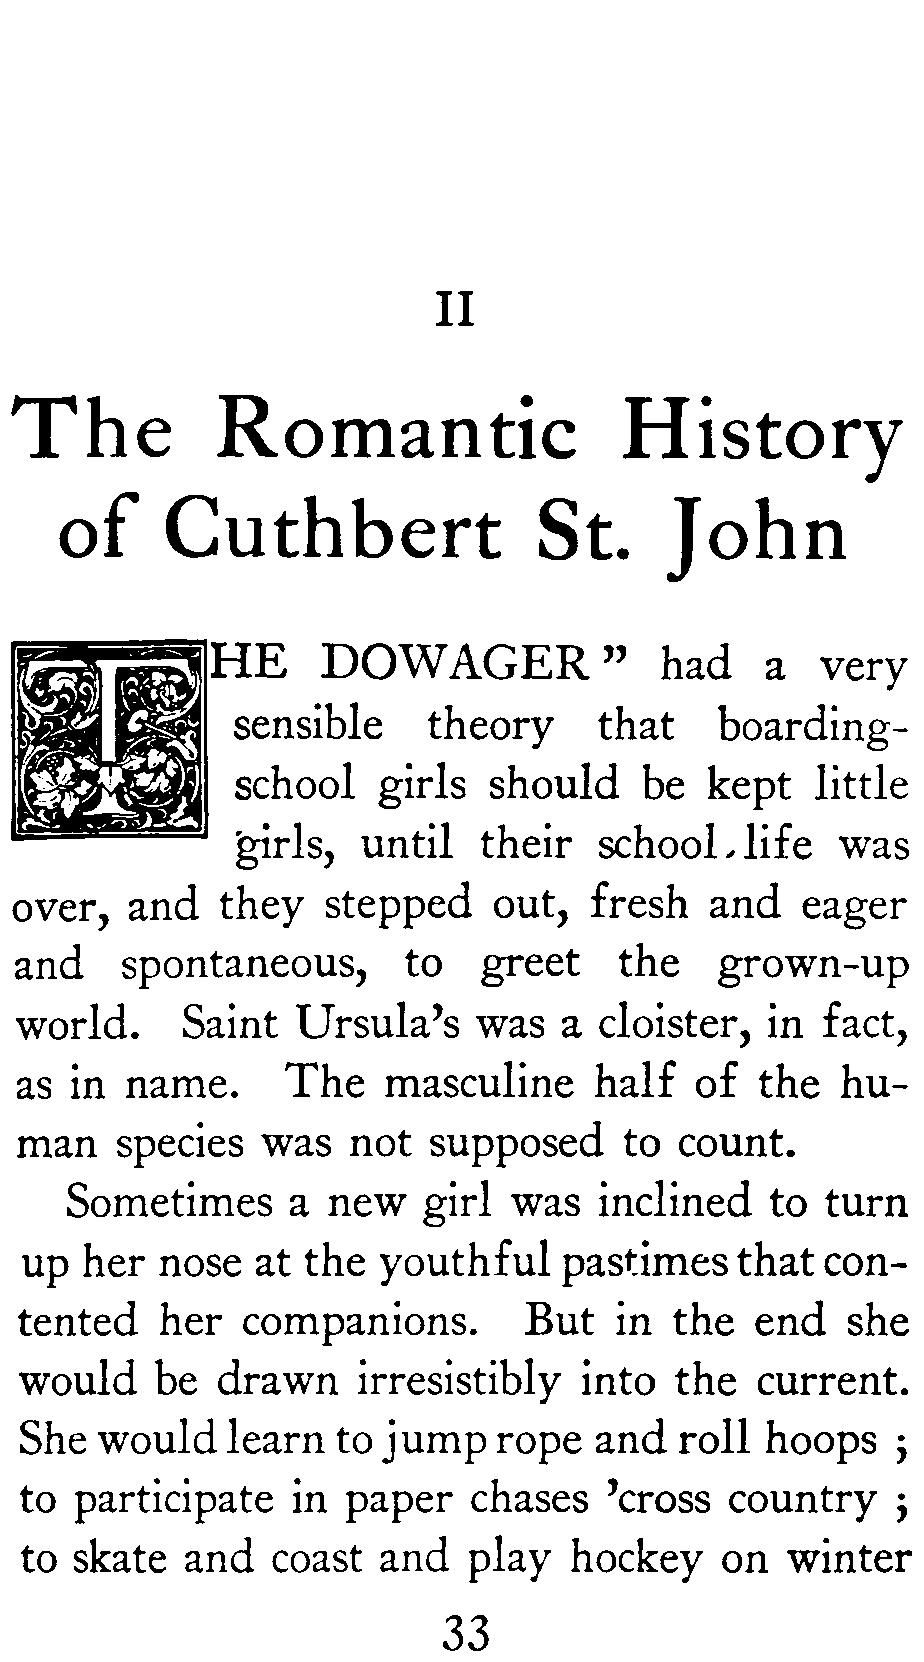 II
The Romantic History
of Cuthbert St. John
THE DOWAGER” had a very
sensible theory that boarding-
school girls should be kept little
girls, until their school life was
over, and they stepped out, fresh and eager
and spontaneous, to greet the grown-up
world. Saint Ursula’s was a cloister, in fact,
as in name. The masculine half of the hu-
man species was not supposed to count.
Sometimes a new girl was inclined to turn
up her nose at the youthful pastimes that con-
tented her companions. But in the end she
would be drawn irresistibly into the current.
She would learn to jump rope and roll hoops ;
to participate in paper chases ’cross country ;
to skate and coast and play hockey on winter
33